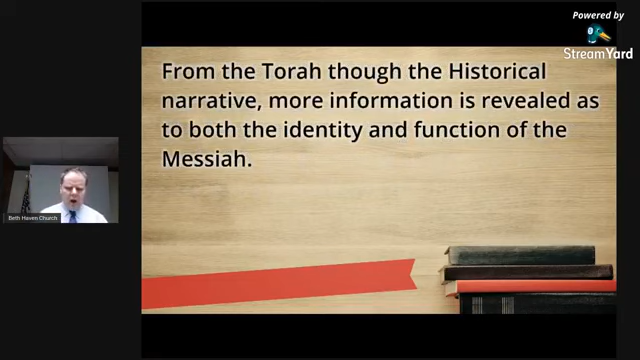 Powered by
StreamYard
From the Torah though the Historical
narrative, more information is revealed as
to both the identity and function of the
Messiah.
Beth Haven Church